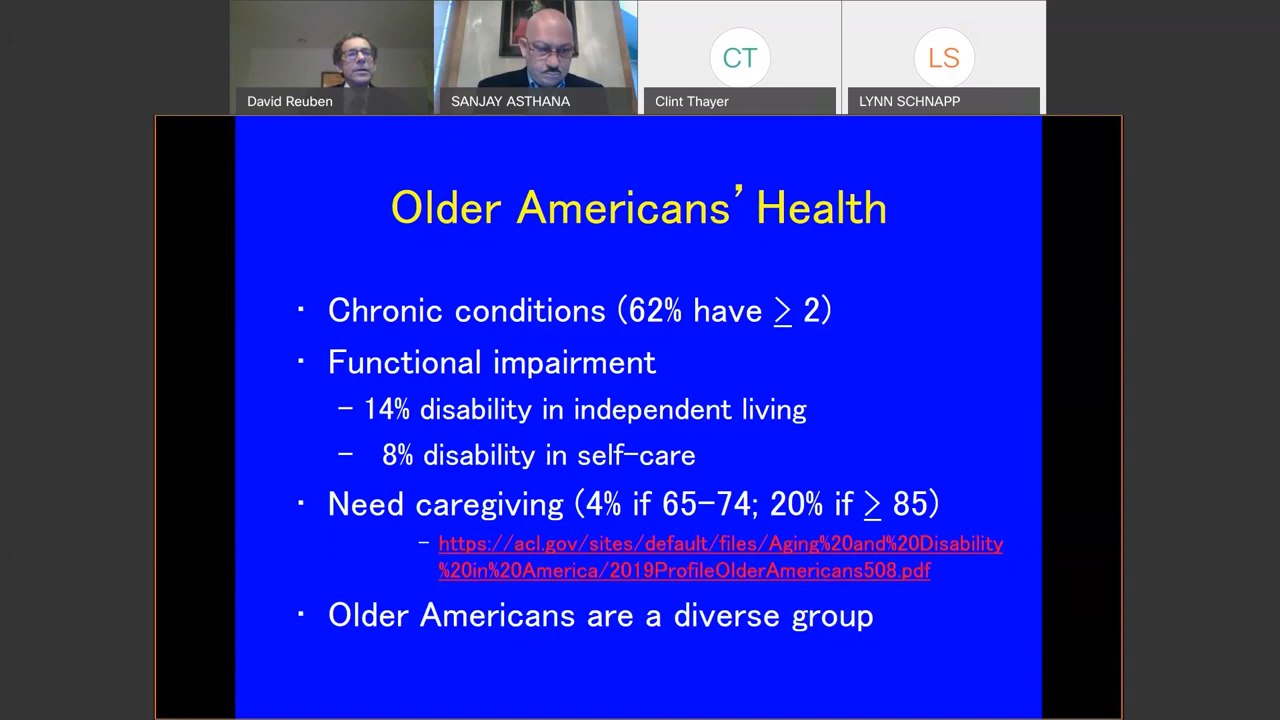 David Reuben
SANJAY ASTHANA
CT
Clint Thayer
LS
LYNN SCHNAPP
Older Americans’ Health
· Chronic conditions (62% have ≥ 2)
· Functional impairment
– 14% disability in independent living
– 8% disability in self-care
· Need caregiving (4% if 65-74; 20% if ≥ 85)
– https://acl.gov/sites/default/files/Aging%20and%20Disability
%20in%20America/2019ProfileOlderAmericans508.pdf
· Older Americans are a diverse group